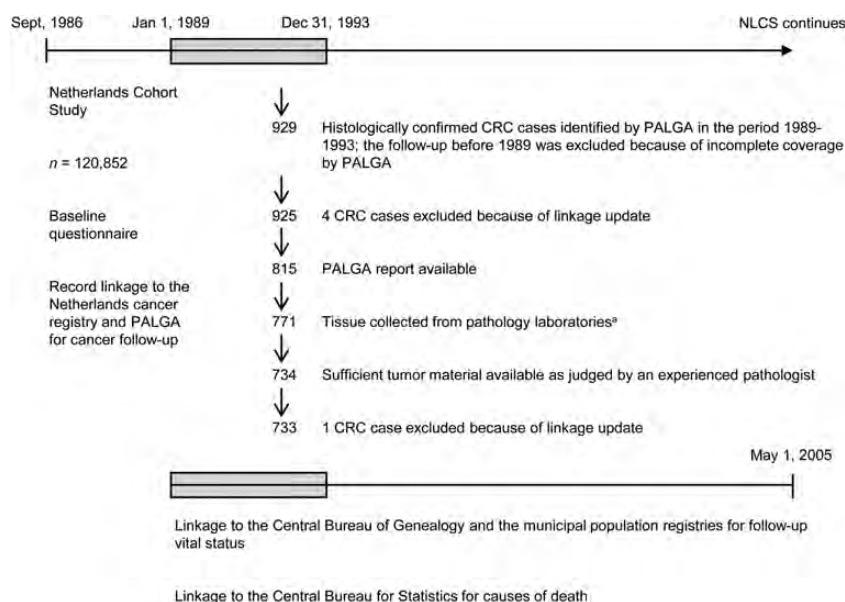 Sept, 1986
Jan 1, 1989
Dec 31, 1993
NLCS continues
Netherlands Cohort
Study
n = 120,852
Baseline
questionnaire
Record linkage to the
Netherlands cancer
registry and PALGA
for cancer follow-up
929 Histologically confirmed CRC cases identified by PALGA in the period 1989-
1993; the follow-up before 1989 was excluded because of incomplete coverage
by PALGA
925 4 CRC cases excluded because of linkage update
815 PALGA report available
771 Tissue collected from pathology laboratoriesᵃ
734 Sufficient tumor material available as judged by an experienced pathologist
733 1 CRC case excluded because of linkage update
May 1, 2005
Linkage to the Central Bureau of Genealogy and the municipal population registries for follow-up
vital status
Linkage to the Central Bureau for Statistics for causes of death